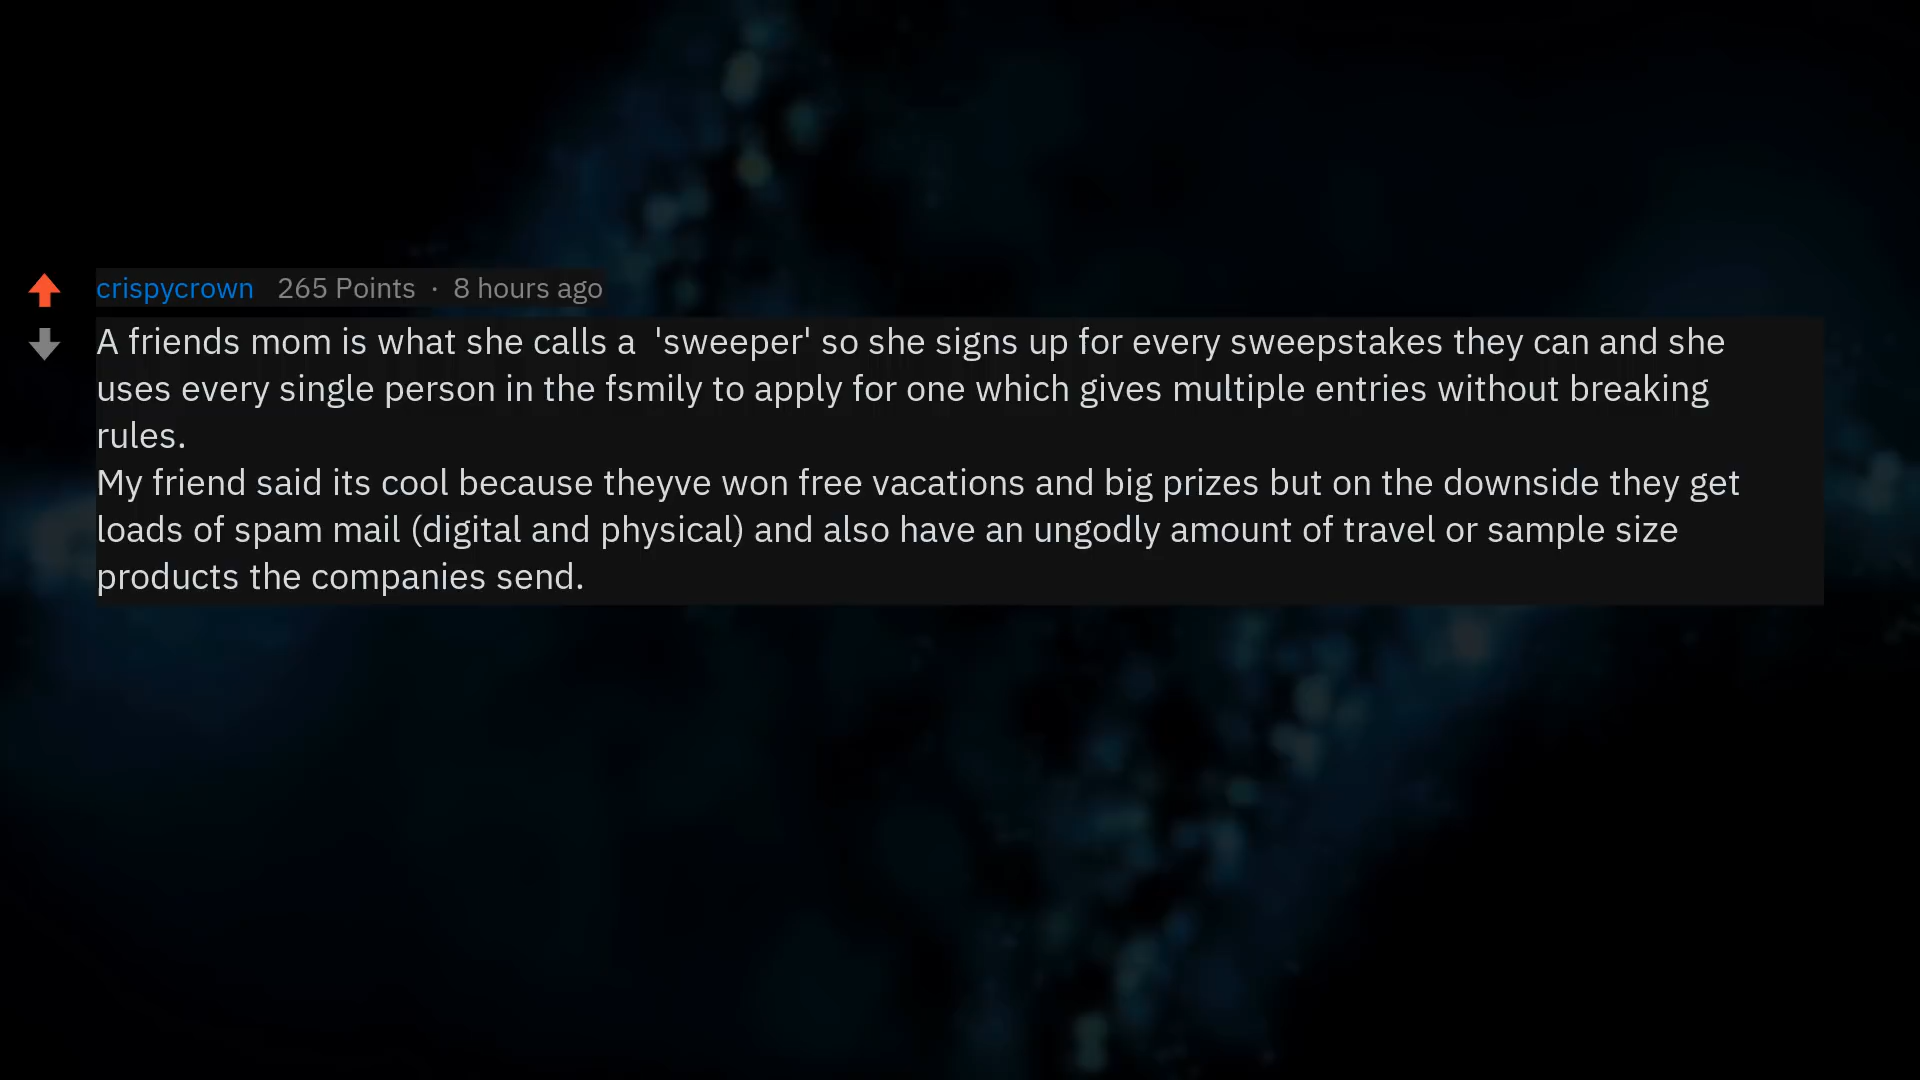 crispycrown 265 Points · 8 hours ago
A friends mom is what she calls a  'sweeper' so she signs up for every sweepstakes they can and she
uses every single person in the fsmily to apply for one which gives multiple entries without breaking
rules.
My friend said its cool because theyve won free vacations and big prizes but on the downside they get
loads of spam mail (digital and physical) and also have an ungodly amount of travel or sample size
products the companies send.